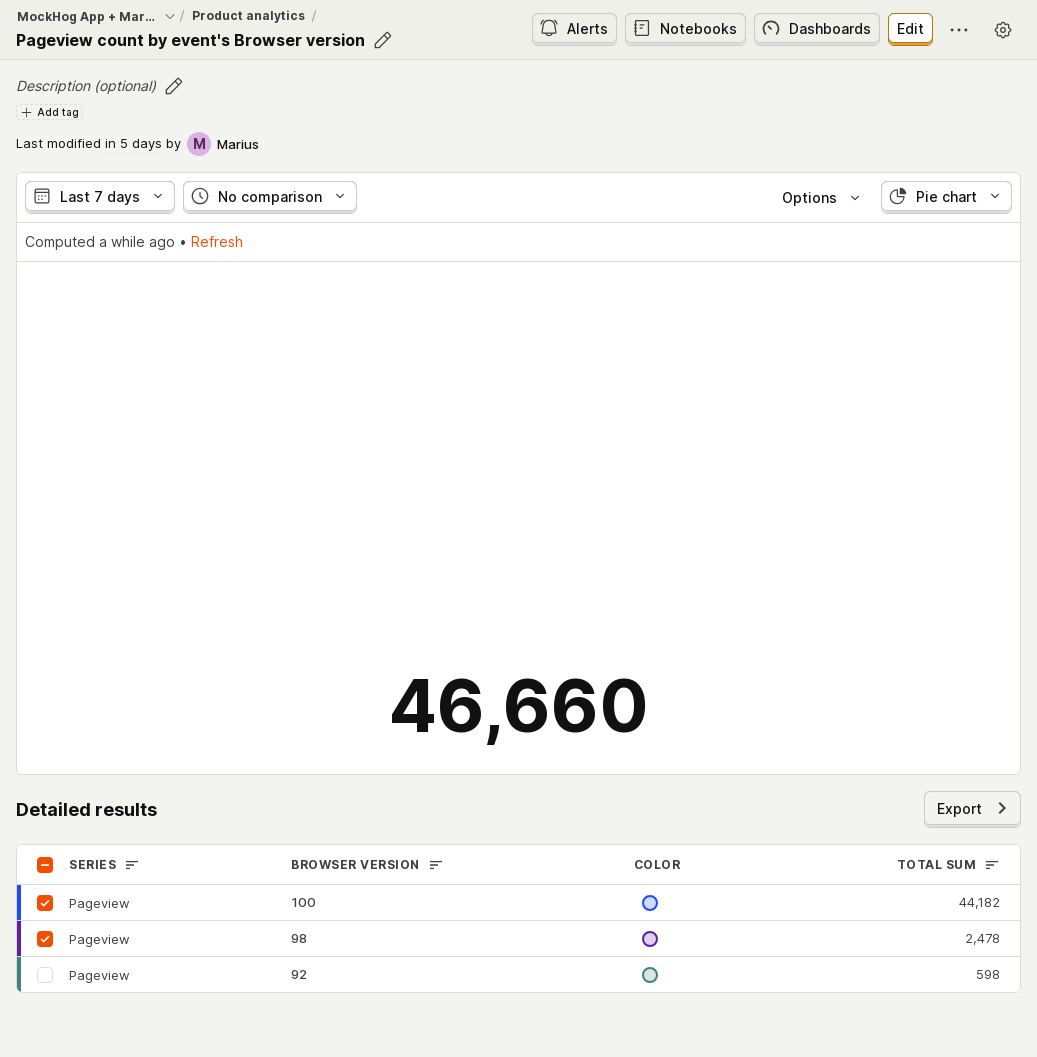 MockHog App + Mar... / Product analytics /
Pageview count by event's Browser version
Alerts Notebooks Dashboards Edit
Description (optional)
Add tag
Last modified in 5 days by M Marius
Last 7 days No comparison Options Pie chart
Computed a while ago • Refresh
46,660
Detailed results Export
SERIES BROWSER VERSION COLOR TOTAL SUM
Pageview 100 44,182
Pageview 98 2,478
Pageview 92 598